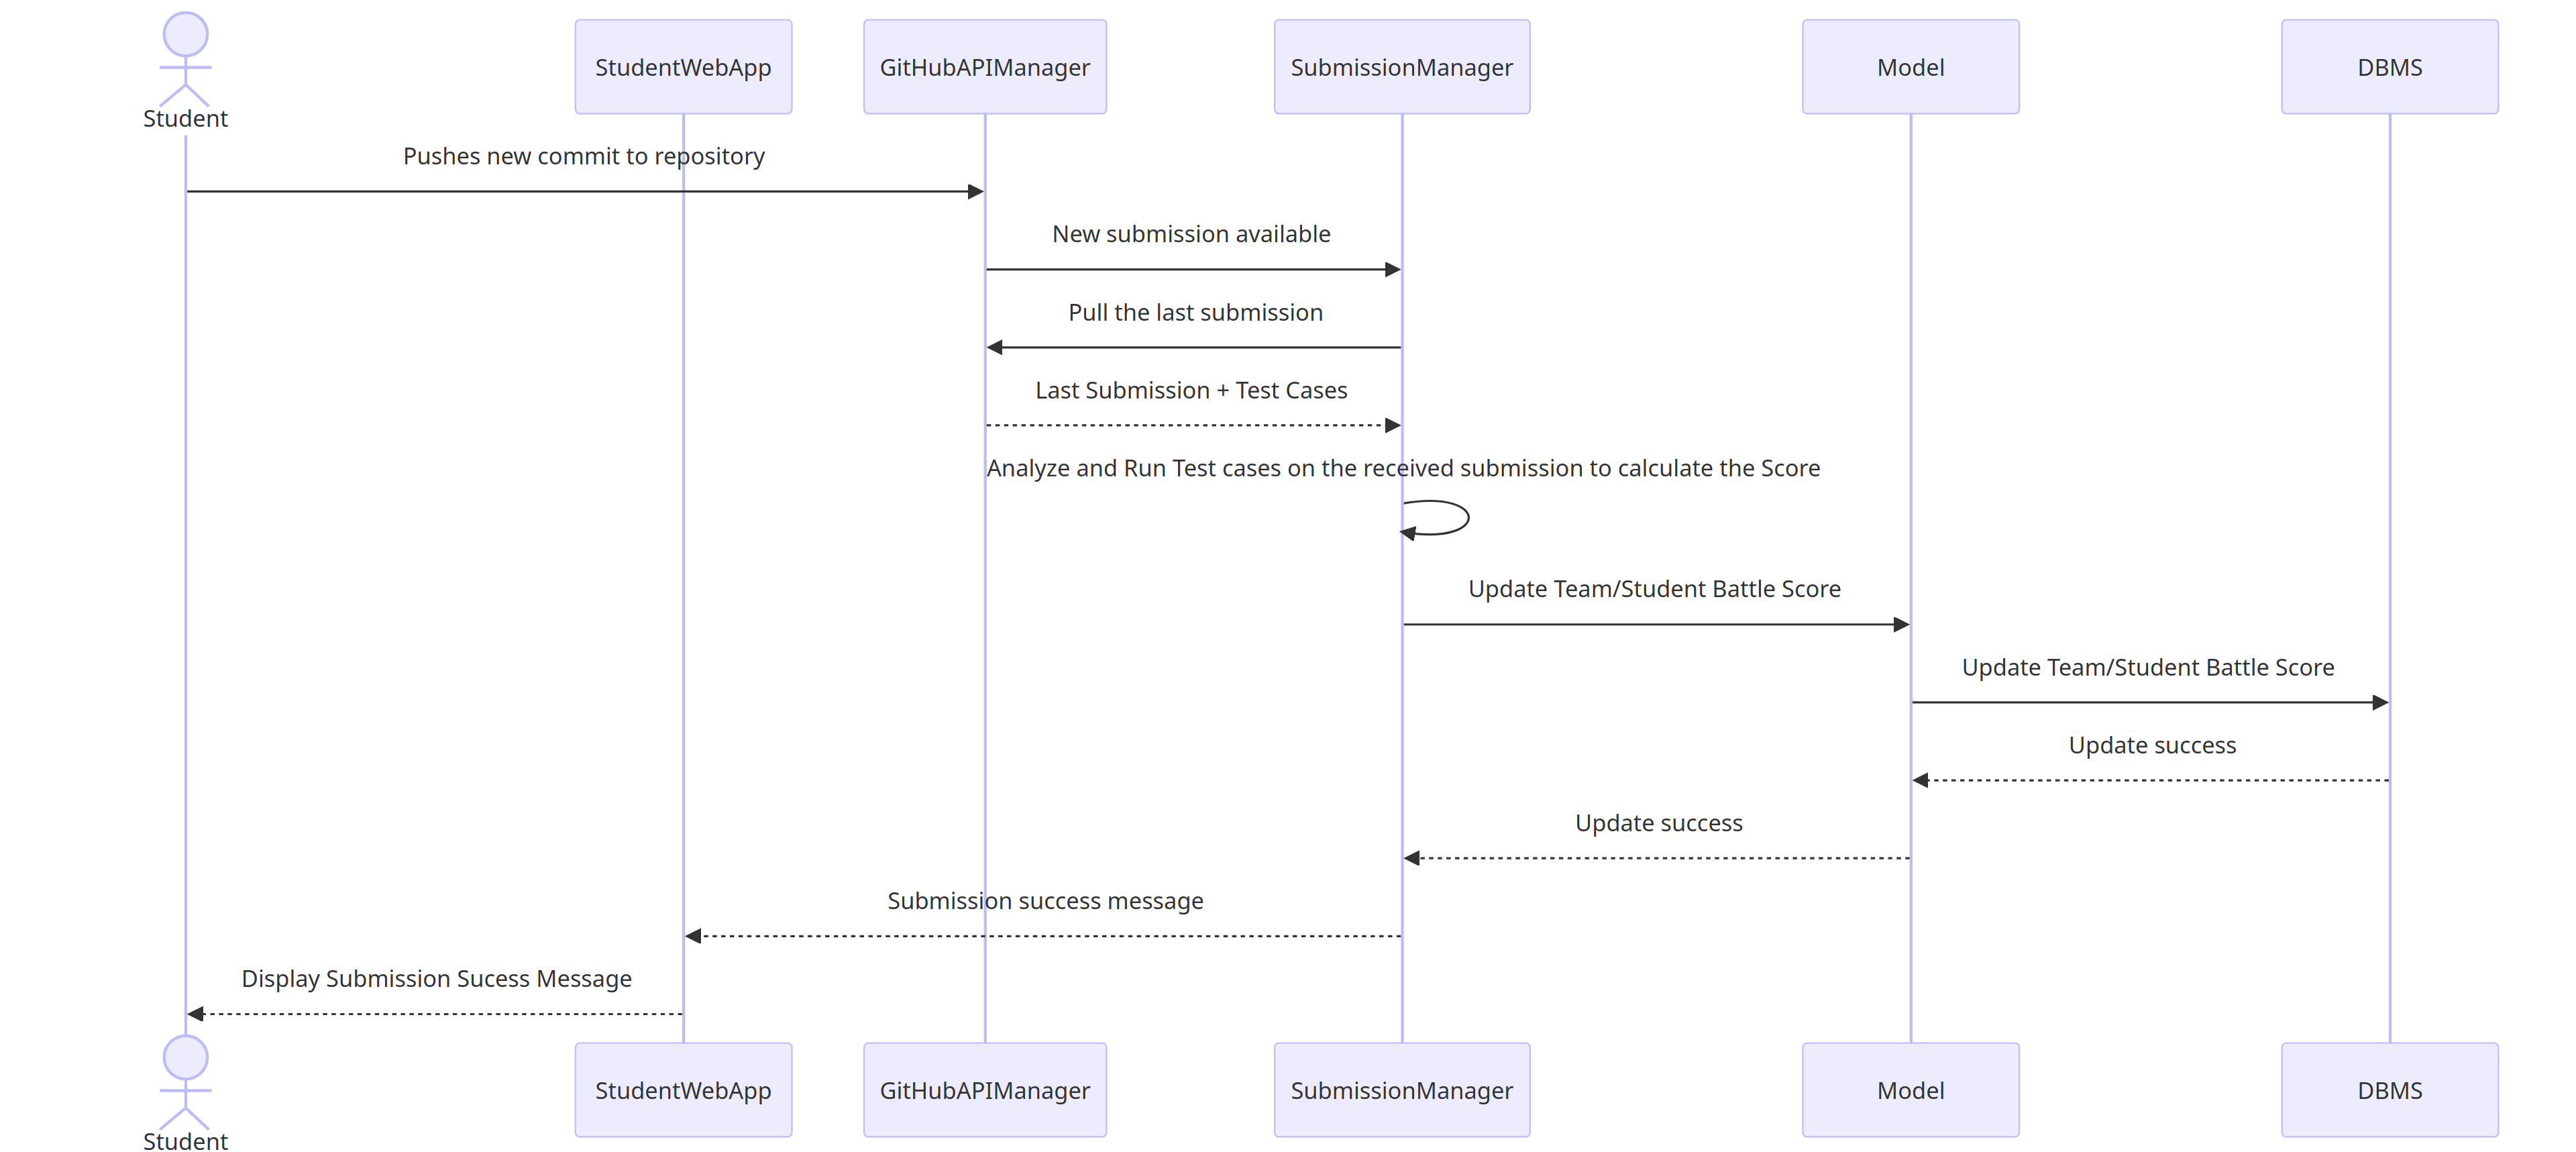 StudentWebApp
GitHubAPIManager
SubmissionManager
Model
DBMS
Student
Pushes new commit to repository
New submission available
Pull the last submission
Last Submission + Test Cases
Analyze and Run Test cases on the received submission to calculate the Score
Update Team/Student Battle Score
Update Team/Student Battle Score
Update success
Update success
Submission success message
Display Submission Sucess Message
StudentWebApp
GitHubAPIManager
SubmissionManager
Model
DBMS
Student